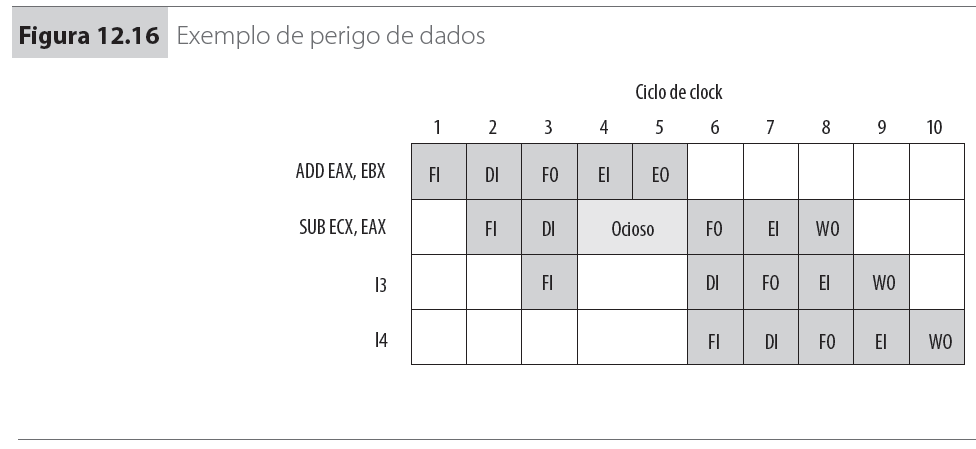 Figura 12.16 Exemplo de perigo de dados
Ciclo de clock
1 2 3 4 5 6 7 8 9 10
ADD EAX, EBX FI DI FO EI EO
SUB ECX, EAX FI DI Ocioso FO EI WO
I3 FI DI FO EI WO
I4 FI DI FO EI WO